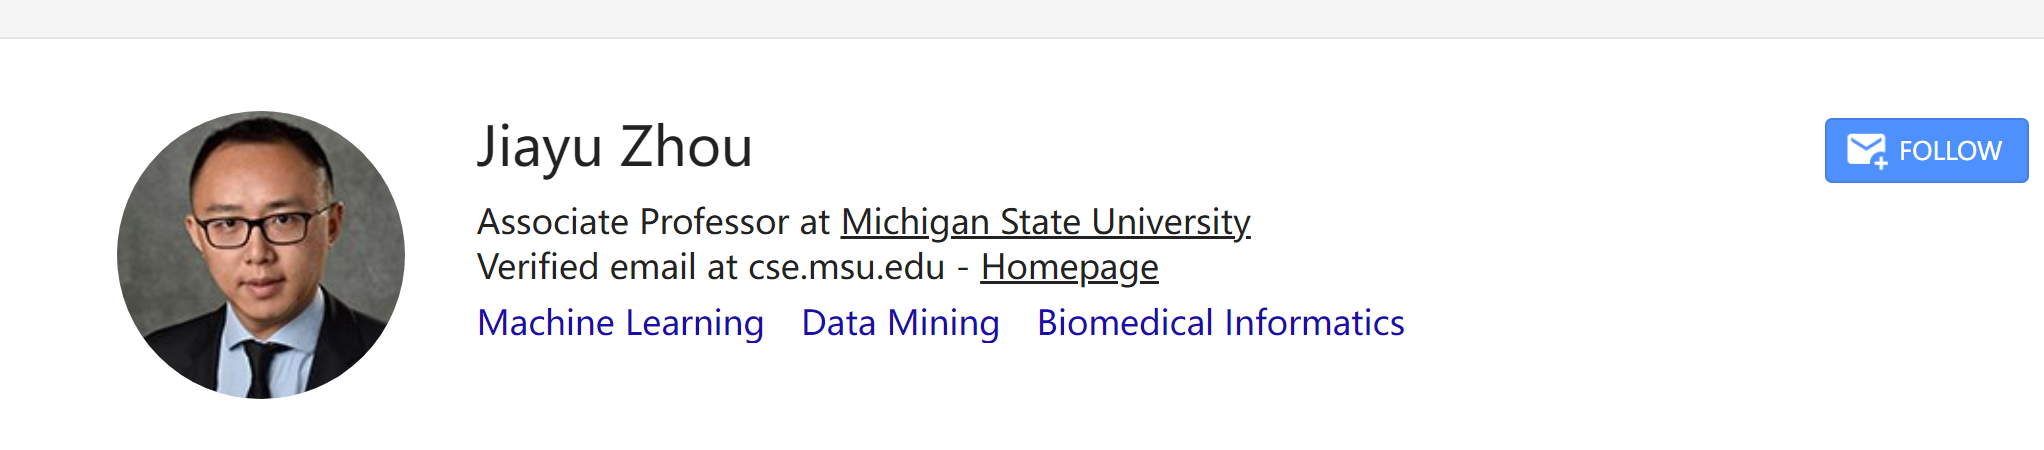 Jiayu Zhou
FOLLOW
Associate Professor at Michigan State University
Verified email at cse.msu.edu - Homepage
Machine Learning Data Mining Biomedical Informatics